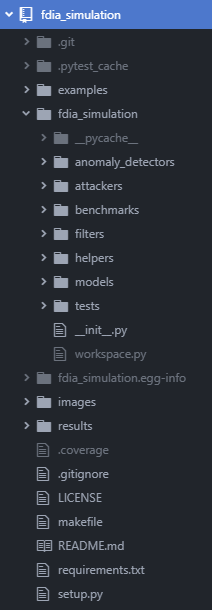 fdia_simulation
.git
.pytest_cache
examples
fdia_simulation
__pycache__
anomaly_detectors
attackers
benchmarks
filters
helpers
models
tests
__init__.py
workspace.py
fdia_simulation.egg-info
images
results
.coverage
.gitignore
LICENSE
makefile
README.md
requirements.txt
setup.py